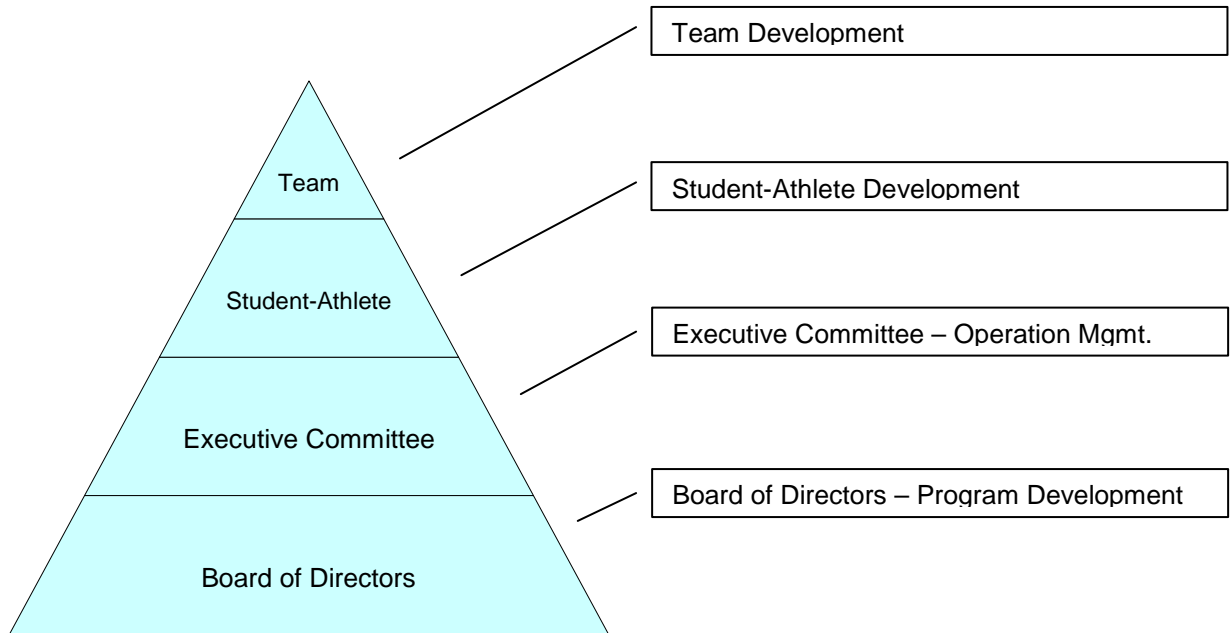 Team Development
Team
Student-Athlete Development
Student-Athlete
Executive Committee – Operation Mgmt.
Executive Committee
Board of Directors – Program Development
Board of Directors